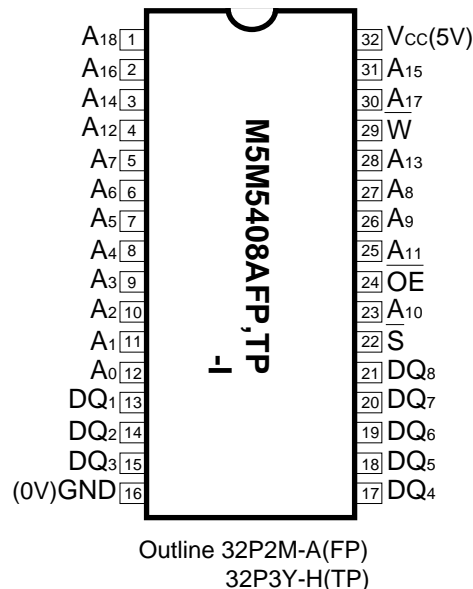 A18 1 32 VCC(5V)
A16 2 31 A15
A14 3 30 A17
A12 4 29 W̅
A7 5 28 A13
A6 6 27 A8
A5 7 26 A9
A4 8 25 A11
A3 9 24 O̅E̅
A2 10 23 A10
A1 11 22 S̅
A0 12 21 DQ8
DQ1 13 20 DQ7
DQ2 14 19 DQ6
DQ3 15 18 DQ5
(0V)GND 16 17 DQ4
M5M5408AFP,TP
-I
Outline 32P2M-A(FP)
32P3Y-H(TP)